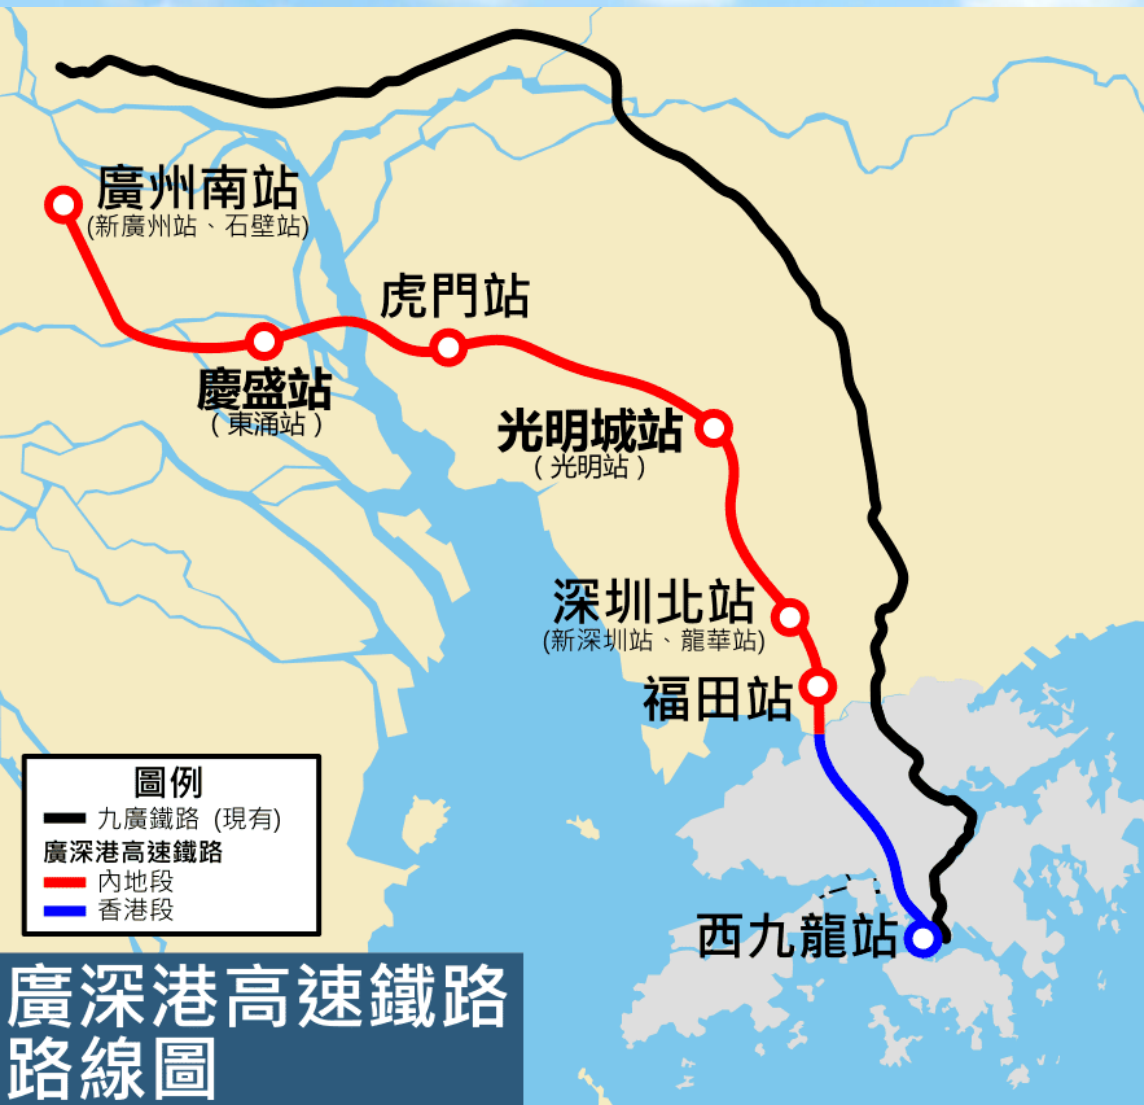 廣州南站
(新廣州站、石壁站)
虎門站
慶盛站
(東涌站)
光明城站
(光明站)
深圳北站
(新深圳站、龍華站)
福田站
圖例
九廣鐵路 (現有)
廣深港高速鐵路
內地段
香港段
西九龍站
廣深港高速鐵路
路線圖